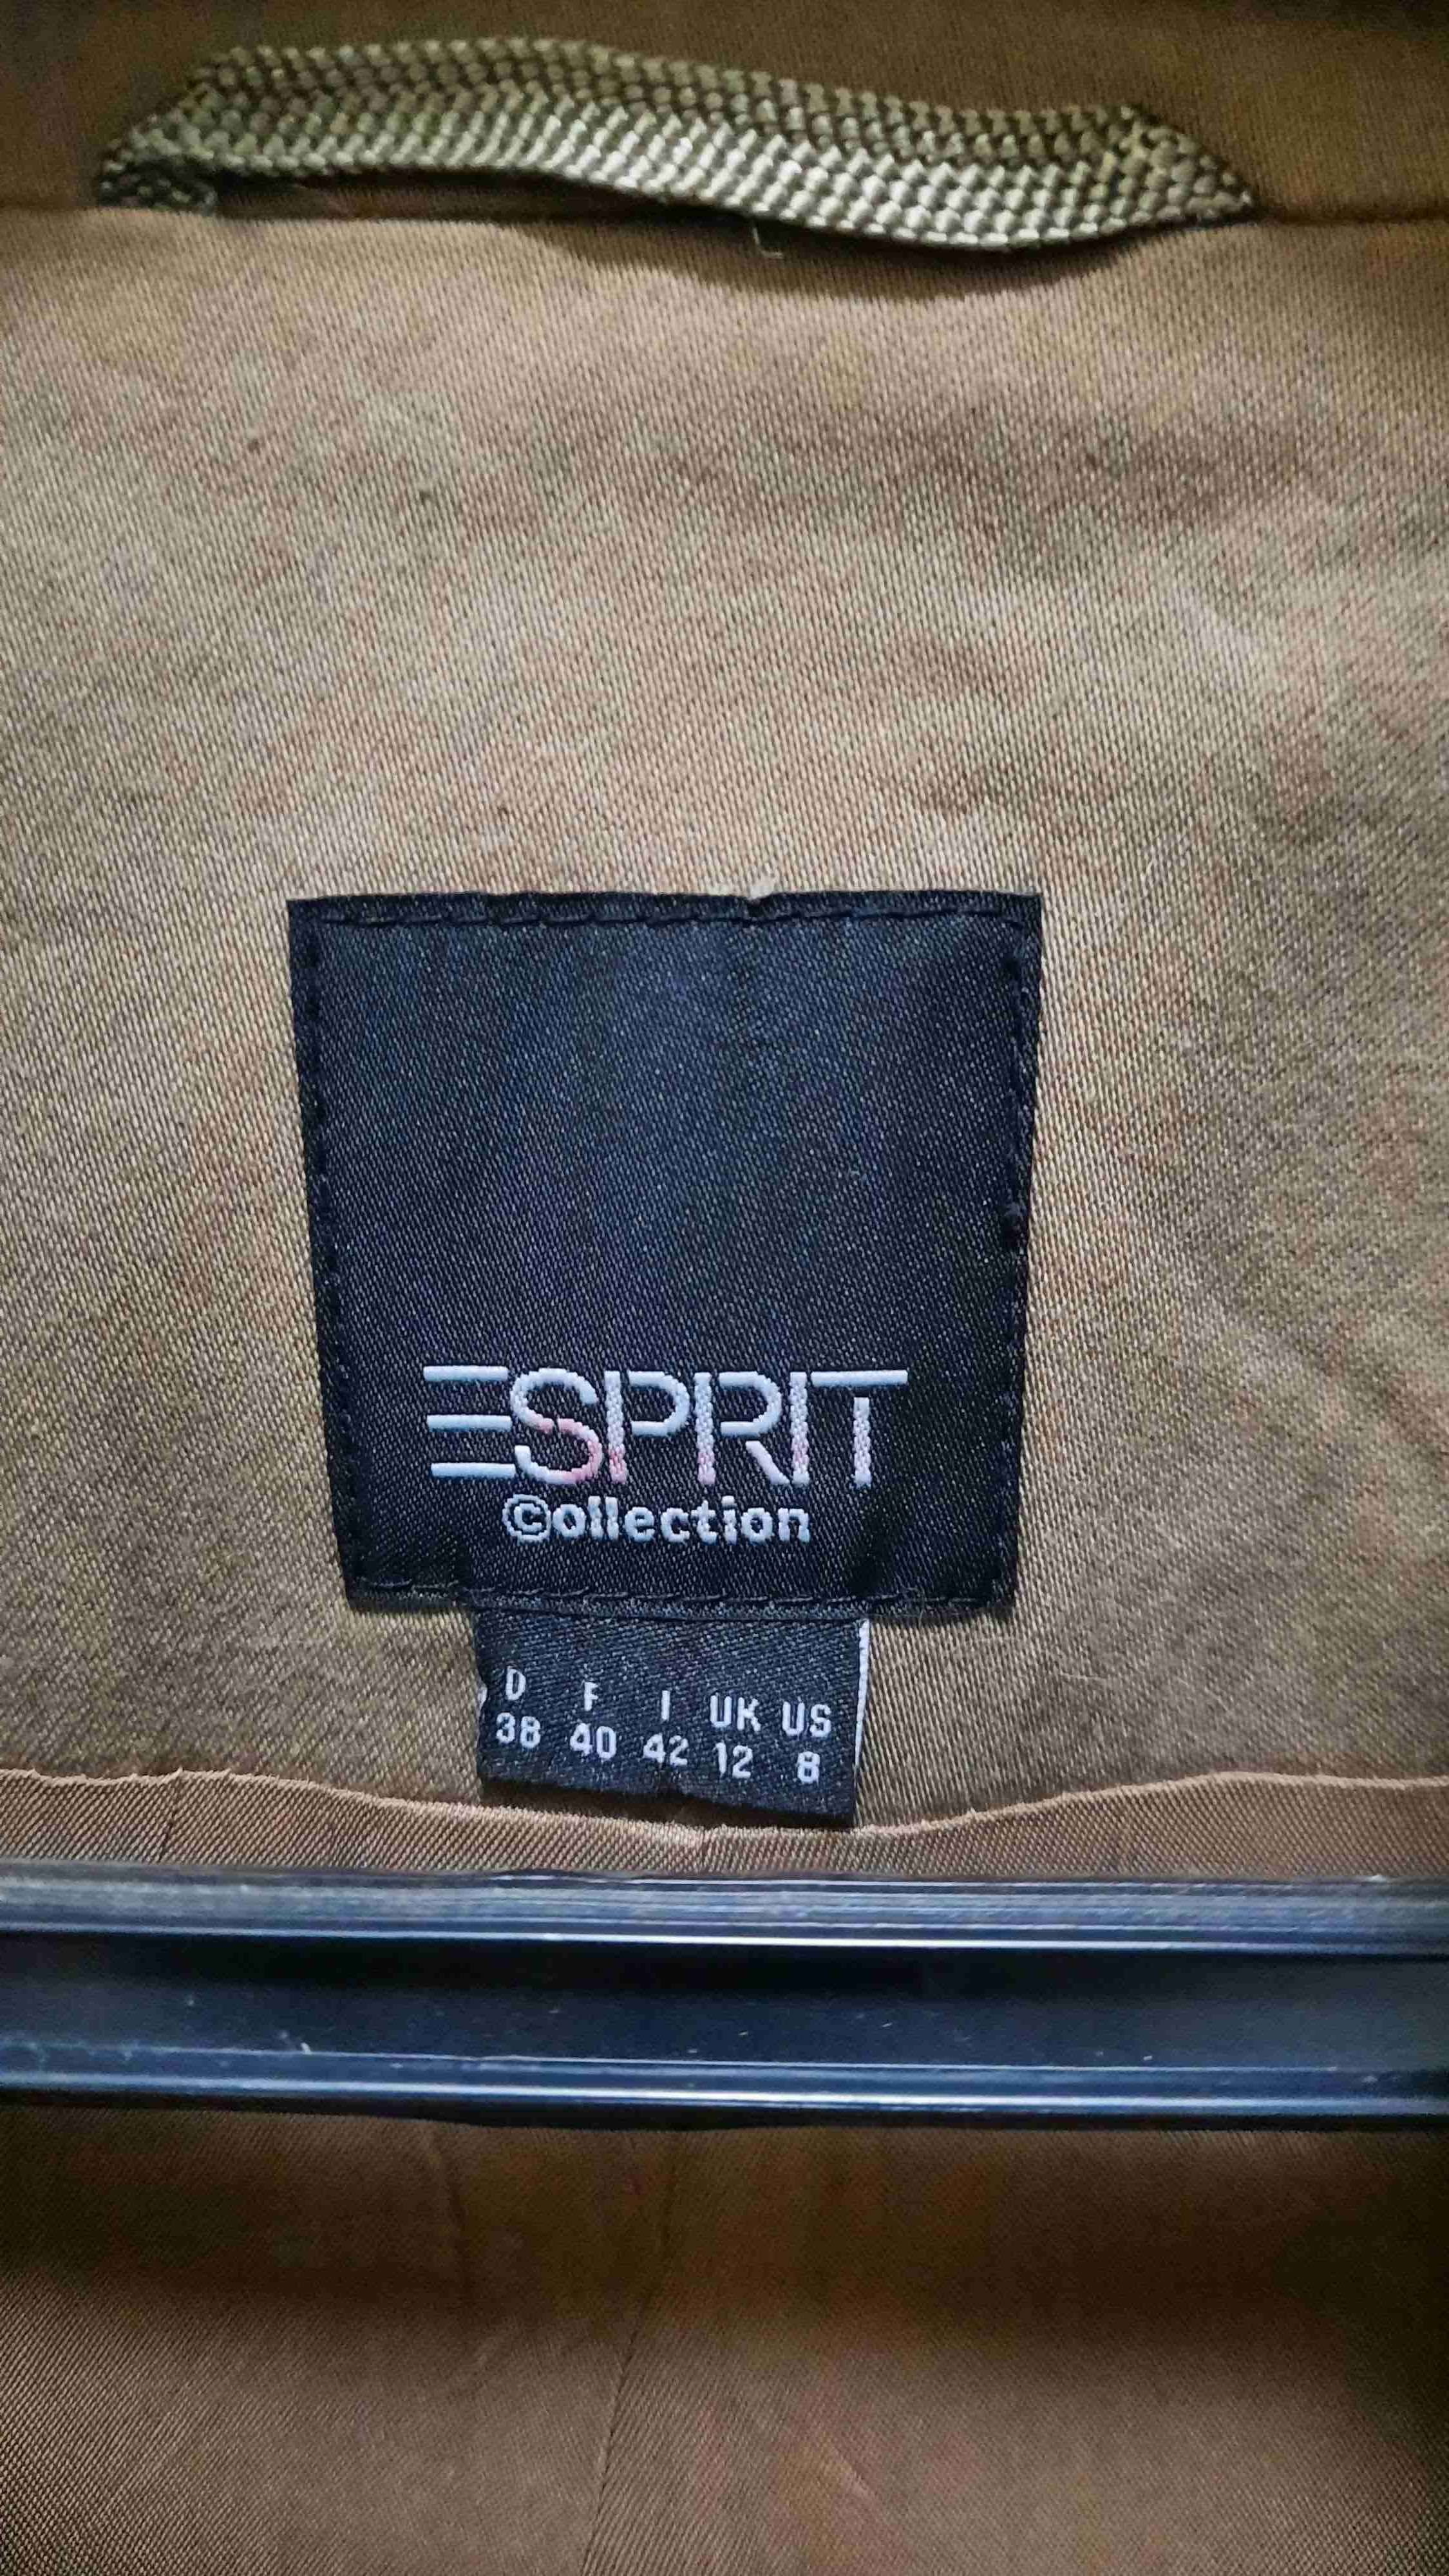 ESPRIT
©ollection
D F I UK US
38 40 42 12 8